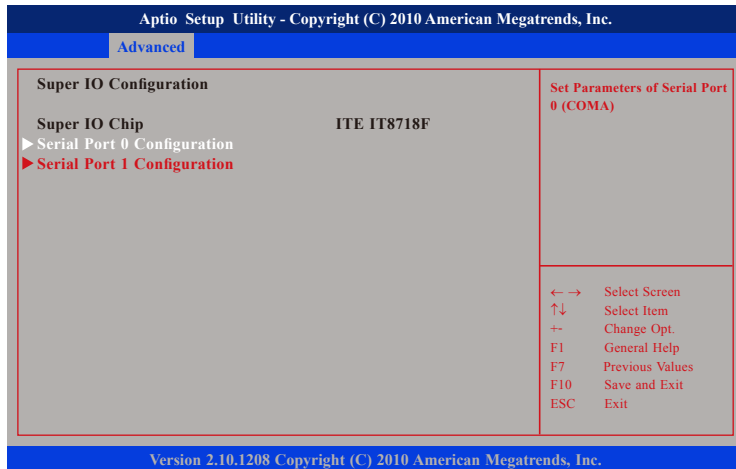 Aptio Setup Utility - Copyright (C) 2010 American Megatrends, Inc.
Advanced
Super IO Configuration
Super IO Chip ITE IT8718F
▶ Serial Port 0 Configuration
▶ Serial Port 1 Configuration
Set Parameters of Serial Port
0 (COMA)
← → Select Screen
↑↓ Select Item
+- Change Opt.
F1 General Help
F7 Previous Values
F10 Save and Exit
ESC Exit
Version 2.10.1208 Copyright (C) 2010 American Megatrends, Inc.